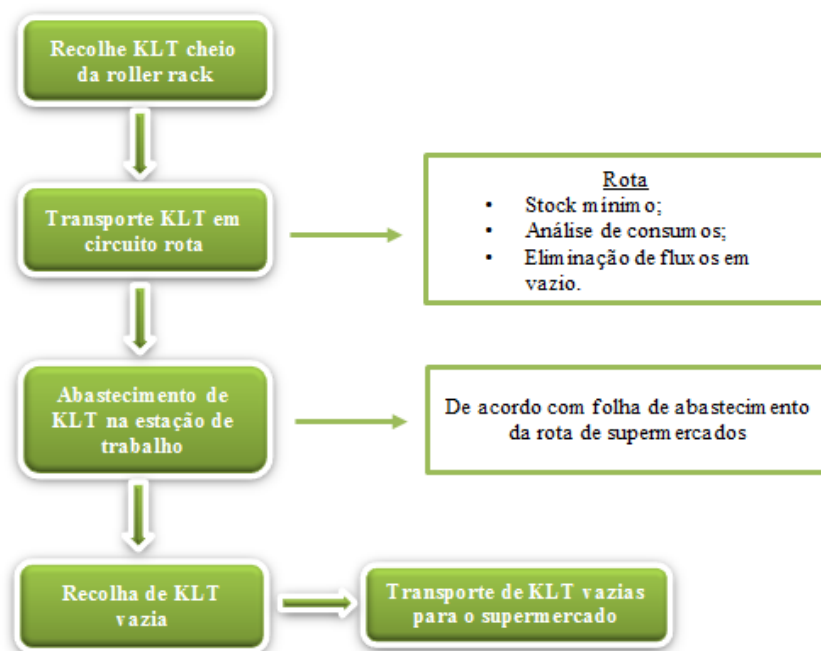 Recolhe KLT cheio
da roller rack
Transporte KLT em
circuito rota
Rota
• Stock mínimo;
• Análise de consumos;
• Eliminação de fluxos em
vazio.
Abastecimento de
KLT na estação de
trabalho
De acordo com folha de abastecimento
da rota de supermercados
Recolha de KLT
vazia
Transporte de KLT vazias
para o supermercado